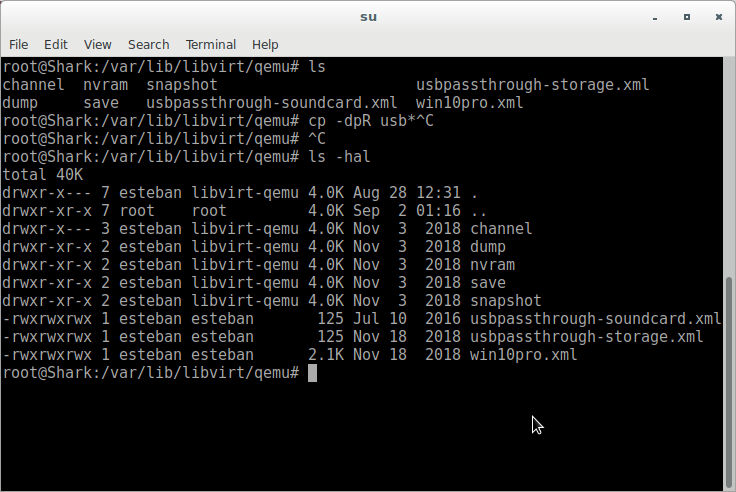 su
File Edit View Search Terminal Help
root@Shark:/var/lib/libvirt/qemu# ls
channel  nvram  snapshot                      usbpassthrough-storage.xml
dump     save   usbpassthrough-soundcard.xml  win10pro.xml
root@Shark:/var/lib/libvirt/qemu# cp -dpR usb*^C
root@Shark:/var/lib/libvirt/qemu# ^C
root@Shark:/var/lib/libvirt/qemu# ls -hal
total 40K
drwxr-x--- 7 esteban libvirt-qemu 4.0K Aug 28 12:31 .
drwxr-xr-x 7 root    root         4.0K Sep  2 01:16 ..
drwxr-x--- 3 esteban libvirt-qemu 4.0K Nov  3  2018 channel
drwxr-xr-x 2 esteban libvirt-qemu 4.0K Nov  3  2018 dump
drwxr-xr-x 2 esteban libvirt-qemu 4.0K Nov  3  2018 nvram
drwxr-xr-x 2 esteban libvirt-qemu 4.0K Nov  3  2018 save
drwxr-xr-x 2 esteban libvirt-qemu 4.0K Nov  3  2018 snapshot
-rwxrwxrwx 1 esteban esteban       125 Jul 10  2016 usbpassthrough-soundcard.xml
-rwxrwxrwx 1 esteban esteban       125 Nov 18  2018 usbpassthrough-storage.xml
-rwxrwxrwx 1 esteban esteban      2.1K Nov 18  2018 win10pro.xml
root@Shark:/var/lib/libvirt/qemu#